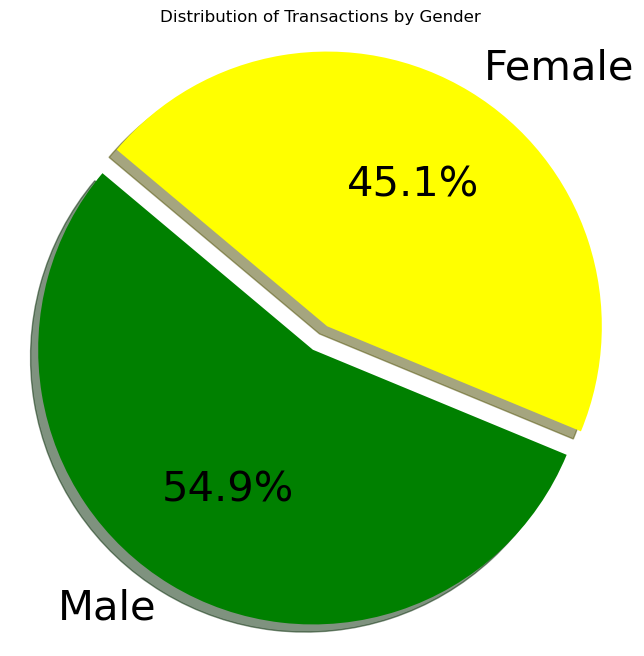 Distribution of Transactions by Gender
Female
45.1%
54.9%
Male